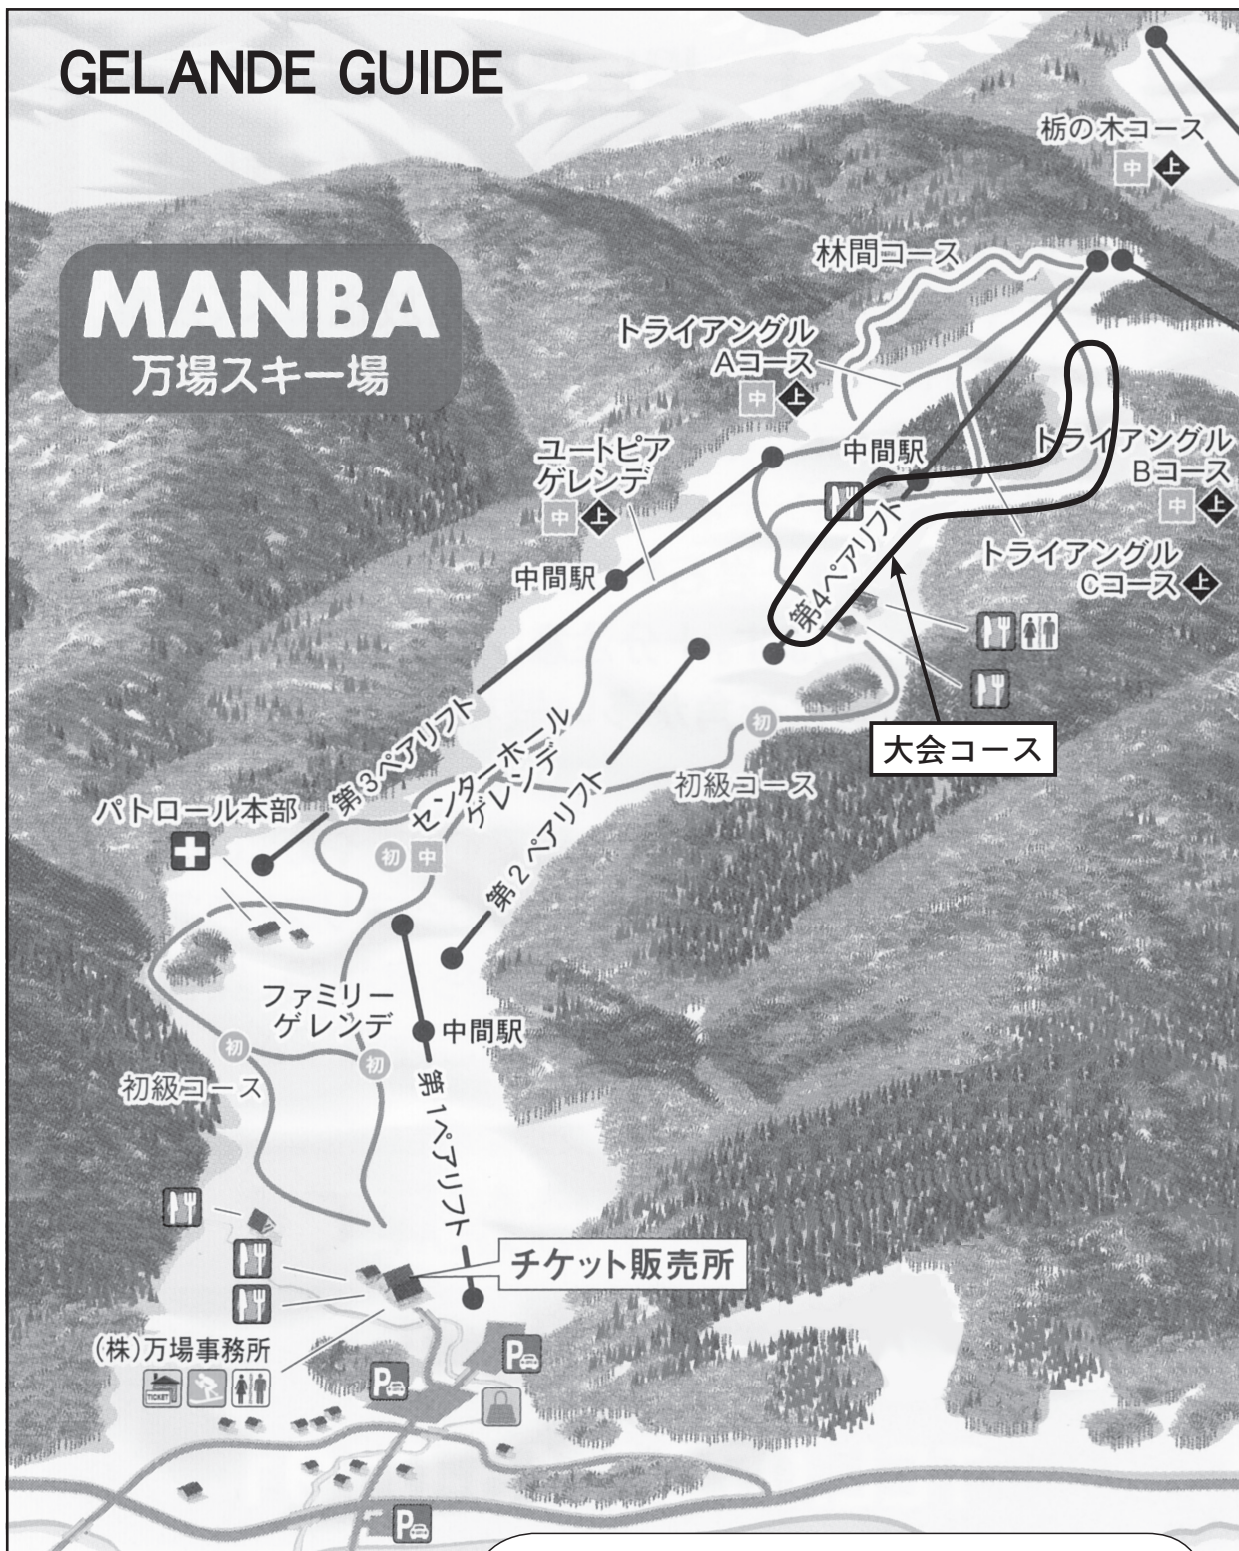 GELANDE GUIDE
MANBA
万場スキー場
栃の木コース
中 上
林間コース
トライアングル
Aコース
中 上
ユートピア
ゲレンデ
中 上
中間駅
トライアングル
Bコース
中 上
中間駅
第4ペアリフト
トライアングル
Cコース 上
大会コース
初
初級コース
第3ペアリフト
センターホール
ゲレンデ
初 中
第2ペアリフト
パトロール本部
ファミリー
ゲレンデ
中間駅
初
初
初級コース
第1ペアリフト
チケット販売所
(株)万場事務所
TICKET
P
P
P